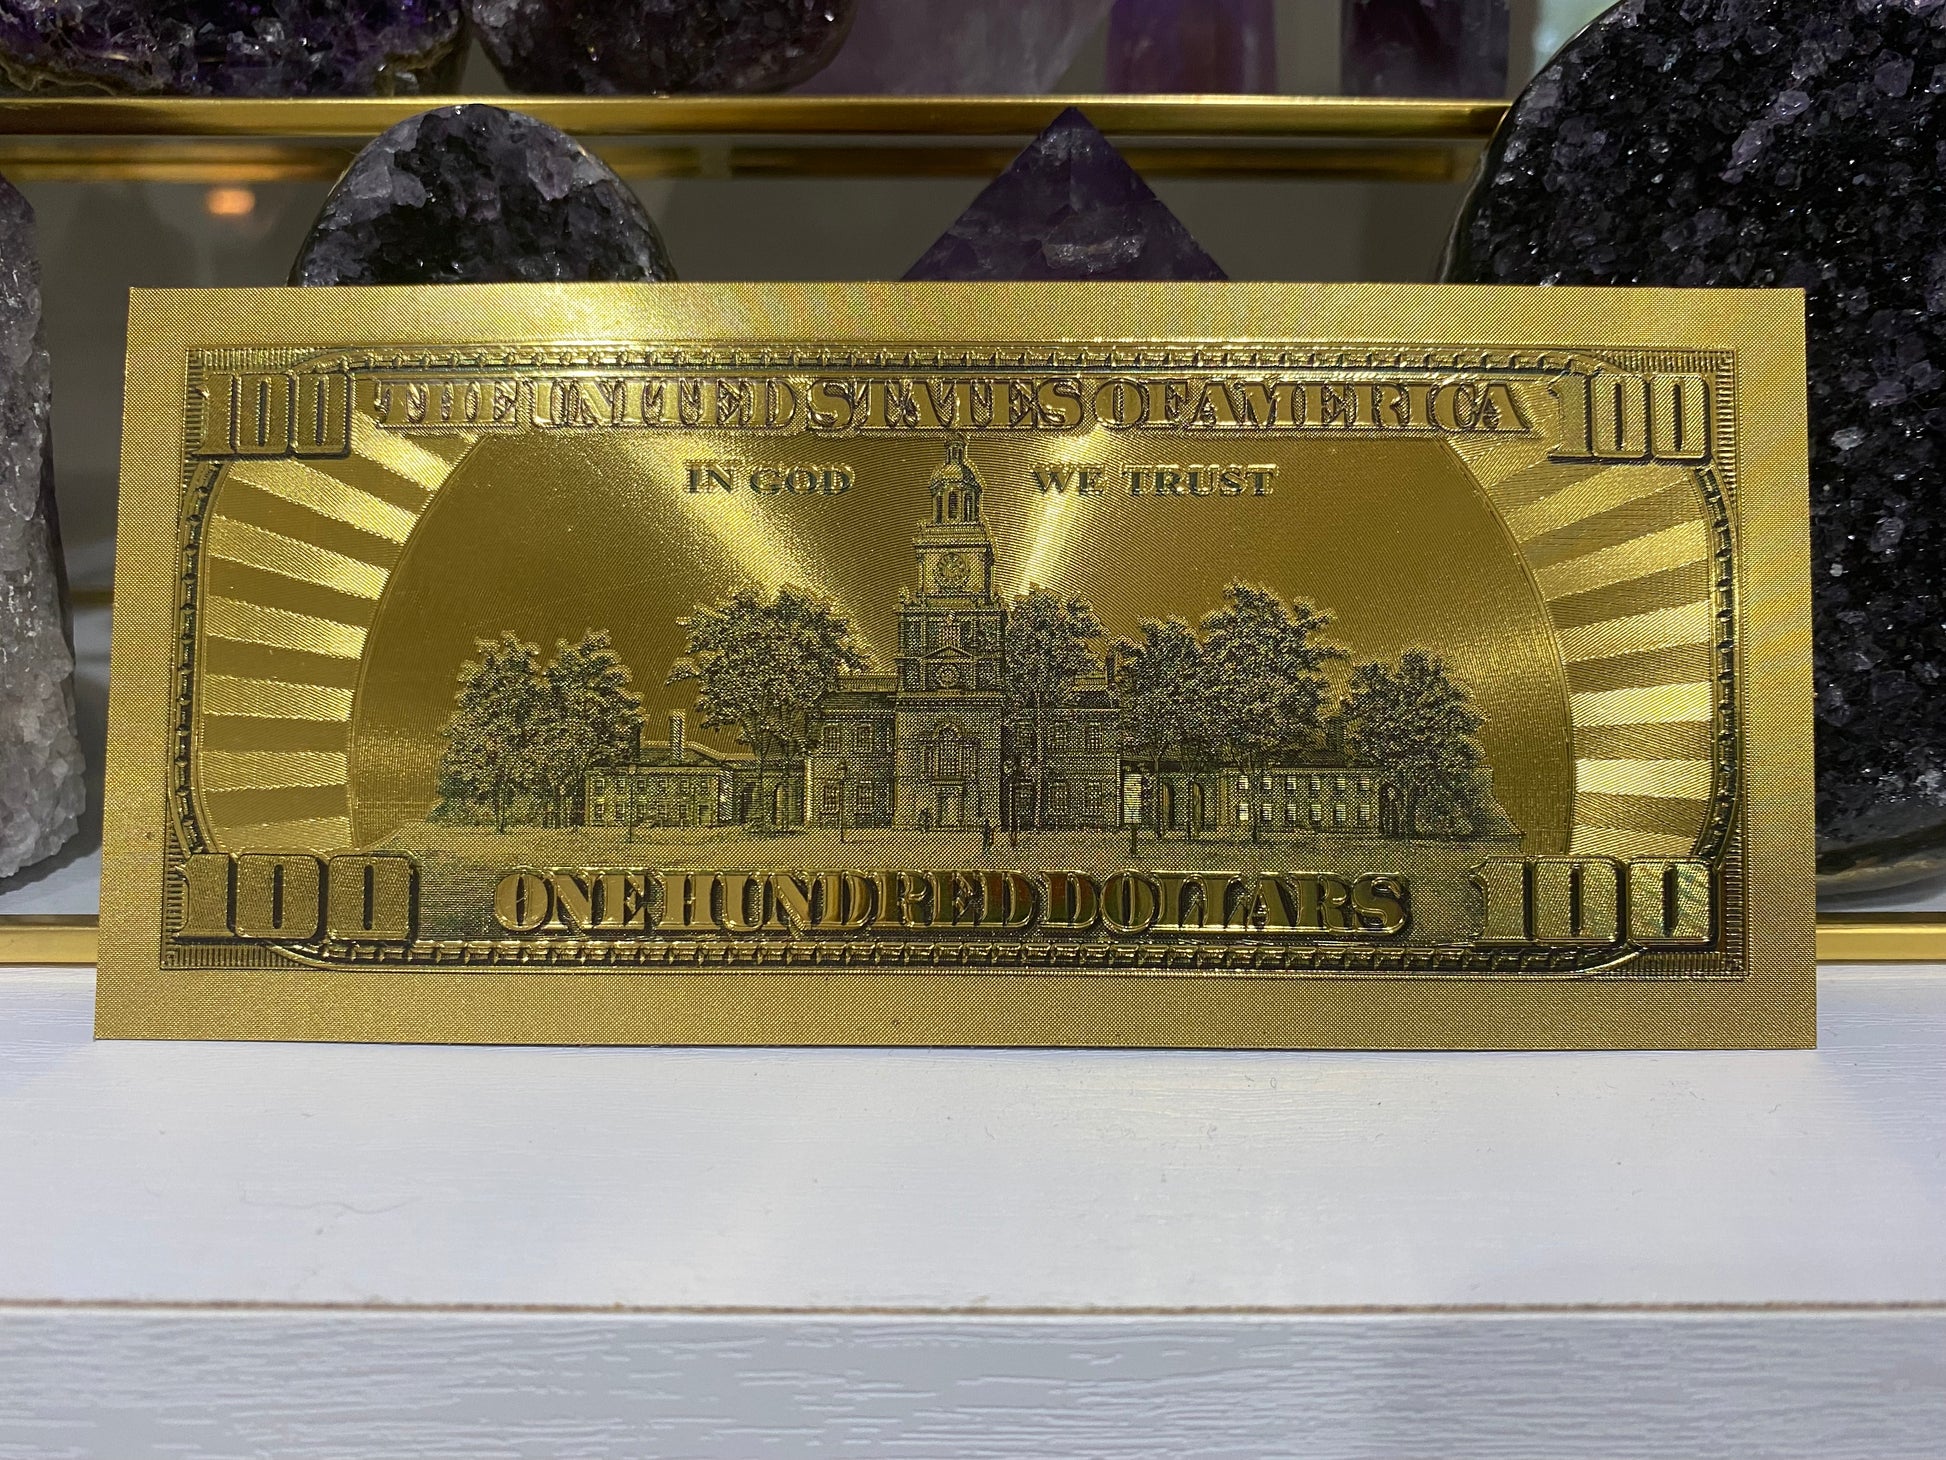 100 THE UNITED STATES OF AMERICA 100
IN GOD WE TRUST
100 ONE HUNDRED DOLLARS 100